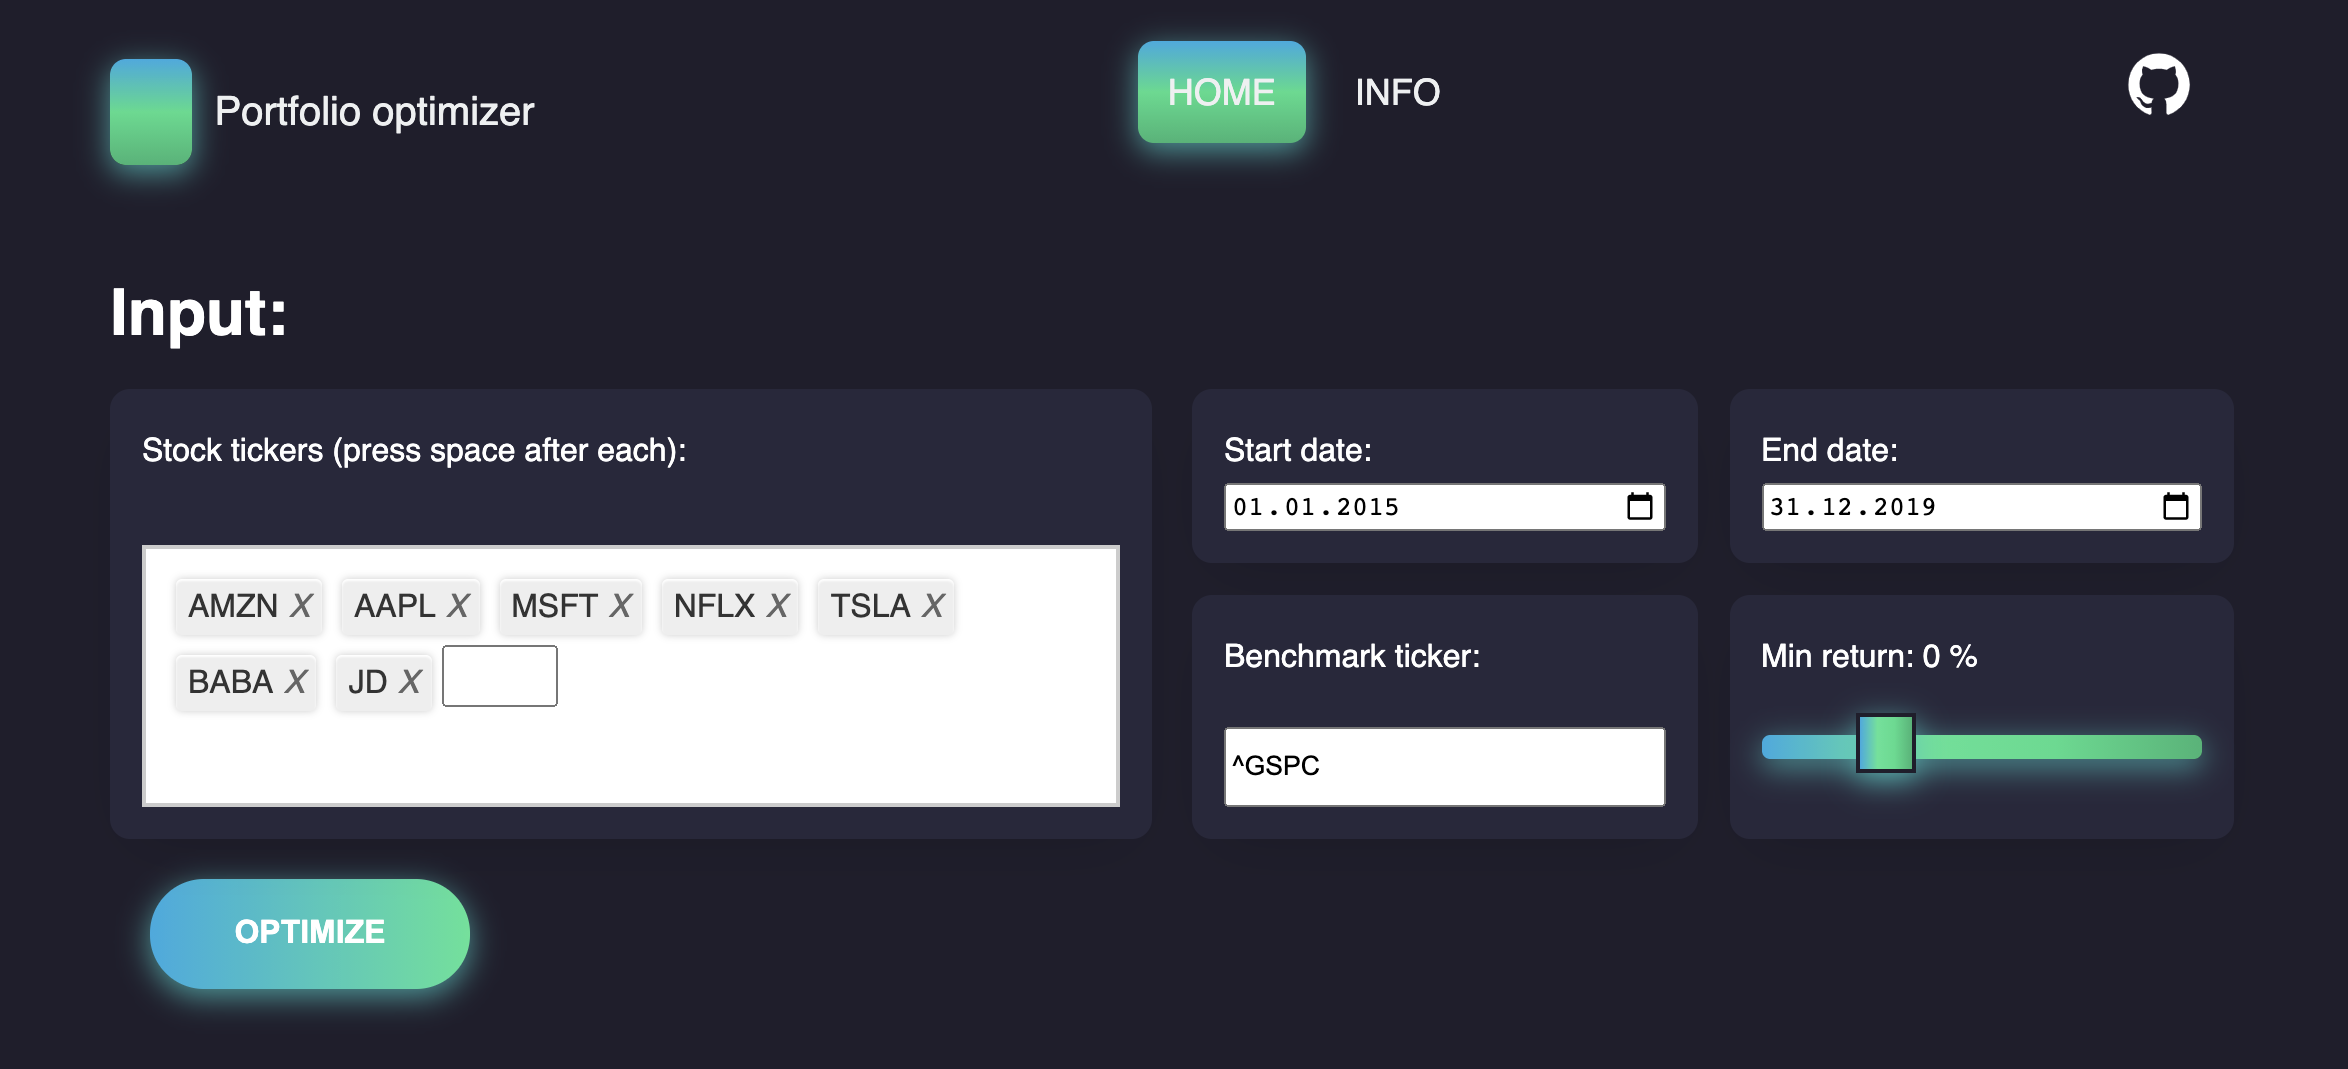 Portfolio optimizer
HOME
INFO
Input:
Stock tickers (press space after each):
AMZN X AAPL X MSFT X NFLX X TSLA X
BABA X JD X
Start date:
01.01.2015
End date:
31.12.2019
Benchmark ticker:
^GSPC
Min return: 0 %
OPTIMIZE